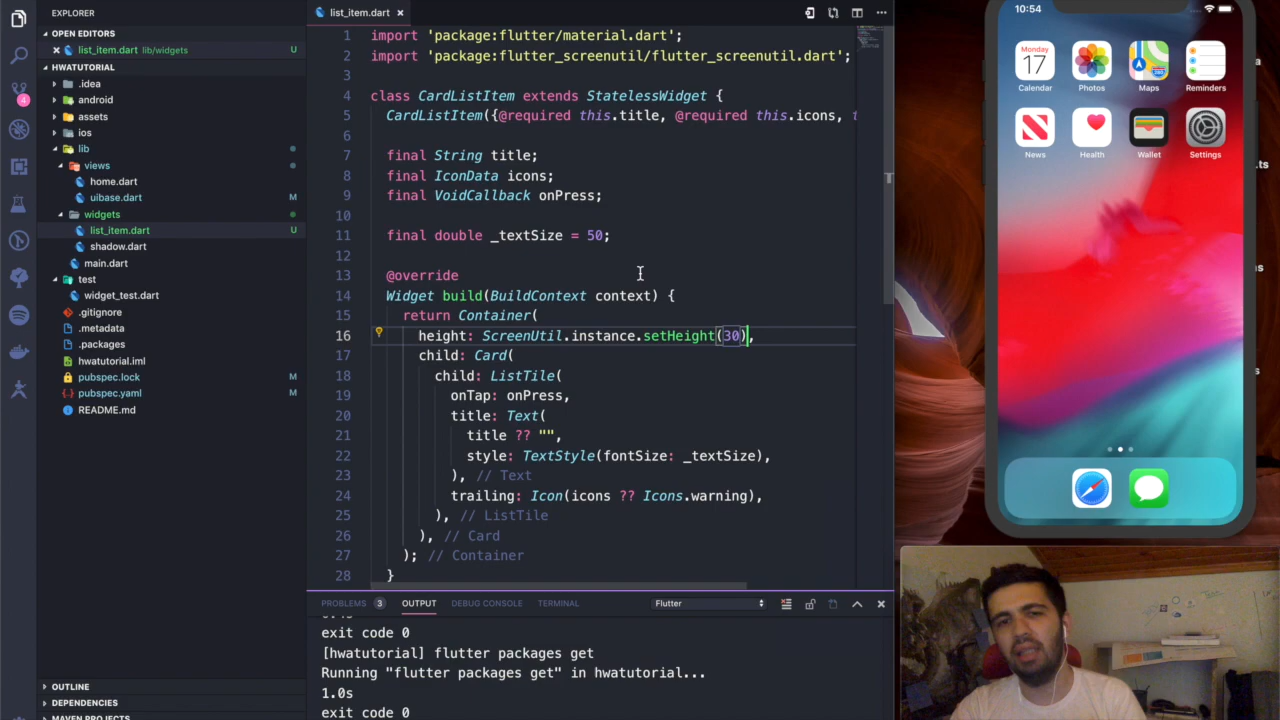 EXPLORER
OPEN EDITORS
list_item.dart lib/widgets U
HWATUTORIAL
.idea
android
assets
ios
lib
views
home.dart
uibase.dart M
widgets
list_item.dart U
shadow.dart
main.dart
test
widget_test.dart
.gitignore
.metadata
.packages
hwatutorial.iml
pubspec.lock M
pubspec.yaml M
README.md
OUTLINE
DEPENDENCIES
MAVEN PROJECTS
4
list_item.dart
1 import 'package:flutter/material.dart';
2 import 'package:flutter_screenutil/flutter_screenutil.dart';
3
4 class CardListItem extends StatelessWidget {
5 CardListItem({@required this.title, @required this.icons, t
6
7 final String title;
8 final IconData icons;
9 final VoidCallback onPress;
10
11 final double _textSize = 50;
12
13 @override
14 Widget build(BuildContext context) {
15 return Container(
16 height: ScreenUtil.instance.setHeight(30),
17 child: Card(
18 child: ListTile(
19 onTap: onPress,
20 title: Text(
21 title ?? "",
22 style: TextStyle(fontSize: _textSize),
23 ), // Text
24 trailing: Icon(icons ?? Icons.warning),
25 ), // ListTile
26 ), // Card
27 ); // Container
28 }
PROBLEMS 3 OUTPUT DEBUG CONSOLE TERMINAL Flutter
exit code 0
[hwatutorial] flutter packages get
Running "flutter packages get" in hwatutorial...
1.0s
exit code 0
10:54
Monday
17
Calendar Photos Maps Reminders
News Health Wallet Settings